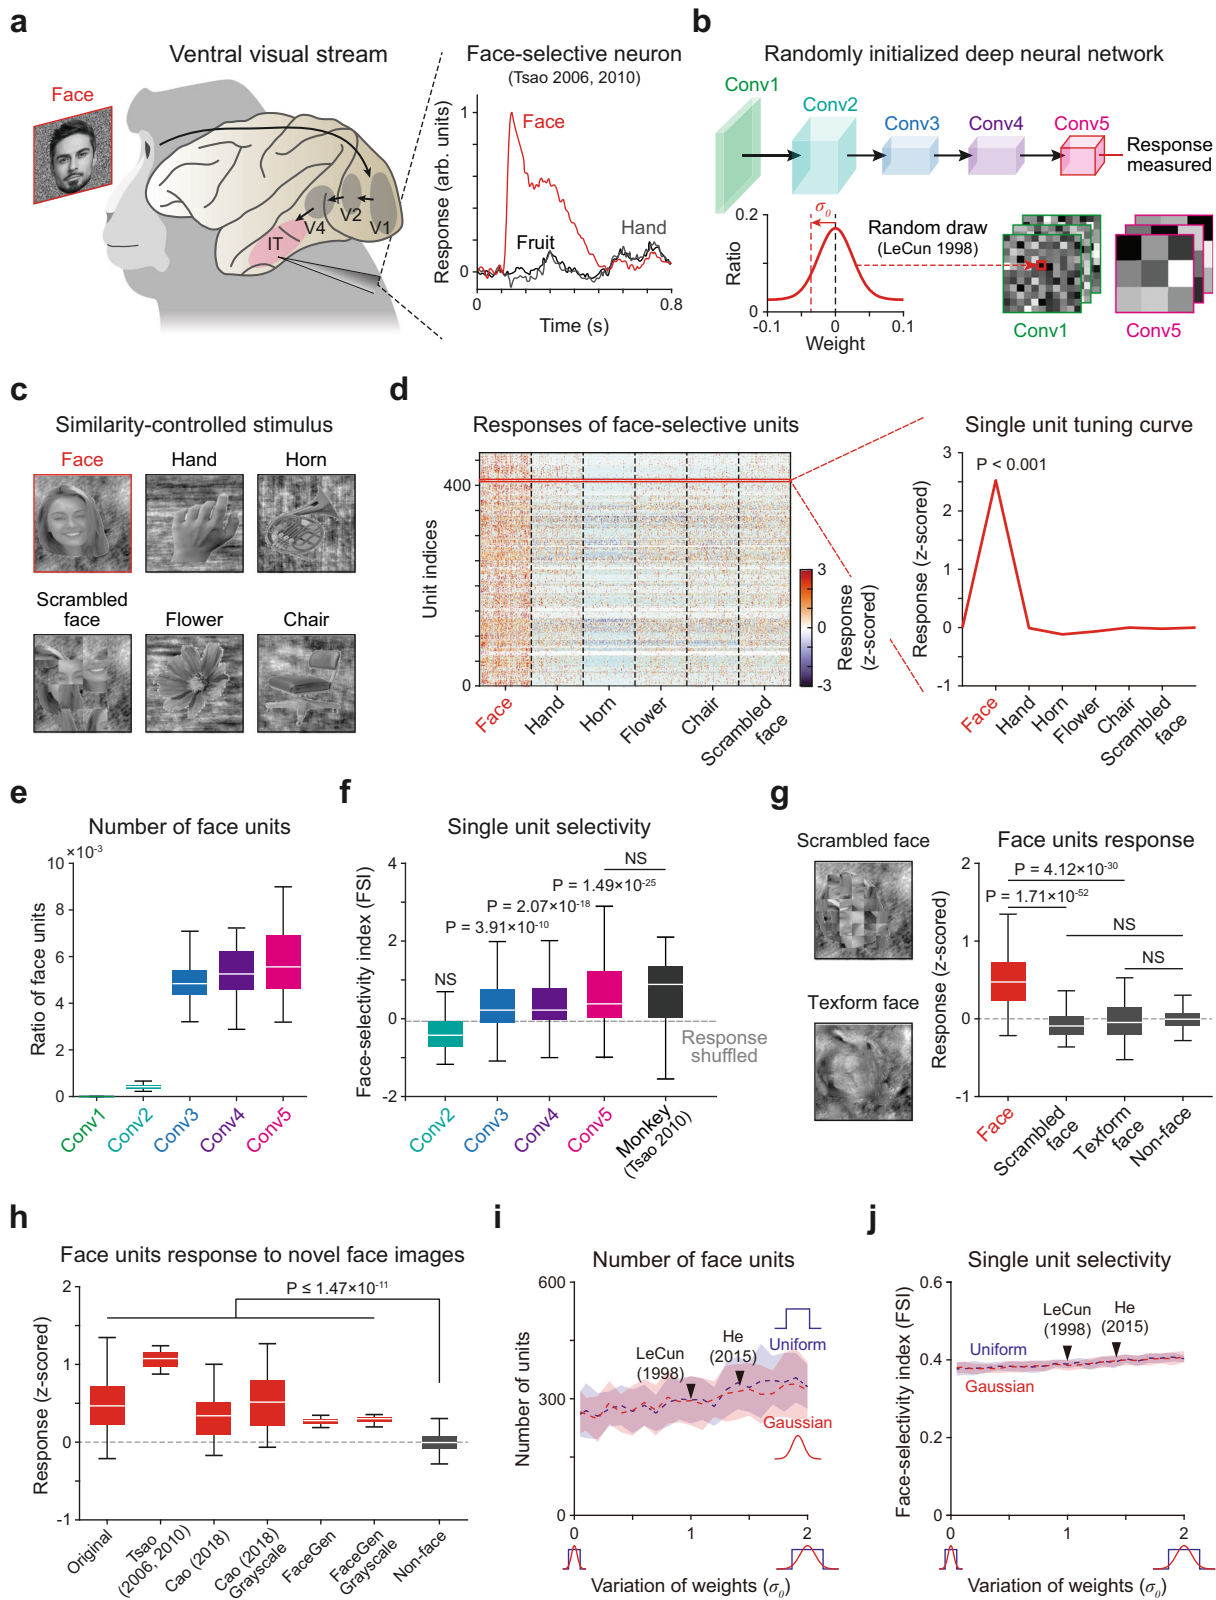 a
Ventral visual stream
Face
V1
V2
V4
IT
Face-selective neuron
(Tsao 2006, 2010)
Response (arb. units)
1
0
Face
Fruit
Hand
0
0.8
Time (s)
b
Randomly initialized deep neural network
Conv1
Conv2
Conv3
Conv4
Conv5
Response
measured
σ₀
0.2
Ratio
0
-0.1
0
0.1
Weight
Random draw
(LeCun 1998)
Conv1
Conv5
c
Similarity-controlled stimulus
Face
Hand
Horn
Scrambled
face
Flower
Chair
d
Responses of face-selective units
Unit indices
400
0
3
0
-3
Response
(z-scored)
Face
Hand
Horn
Flower
Chair
Scrambled
face
Single unit tuning curve
P < 0.001
Response (z-scored)
3
2
1
0
-1
Face
Hand
Horn
Flower
Chair
Scrambled
face
e
Number of face units
×10⁻³
Ratio of face units
10
8
6
4
2
0
Conv1
Conv2
Conv3
Conv4
Conv5
f
Single unit selectivity
Face-selectivity index (FSI)
4
2
0
-2
NS
P = 1.49×10⁻²⁵
P = 2.07×10⁻¹⁸
P = 3.91×10⁻¹⁰
NS
Response
shuffled
Conv2
Conv3
Conv4
Conv5
Monkey
(Tsao 2010)
g
Scrambled face
Texform face
Face units response
Response (z-scored)
2
1
0
-1
P = 4.12×10⁻³⁰
P = 1.71×10⁻⁵²
NS
NS
Face
Scrambled
face
Texform
face
Non-face
h
Face units response to novel face images
Response (z-scored)
2
1
0
-1
P ≤ 1.47×10⁻¹¹
Original
Tsao
(2006, 2010)
Cao (2018)
Cao (2018)
Grayscale
FaceGen
FaceGen
Grayscale
Non-face
i
Number of face units
Number of units
600
300
0
LeCun
(1998)
He
(2015)
Uniform
Gaussian
0
1
2
Variation of weights (σ₀)
j
Single unit selectivity
Face-selectivity index (FSI)
0.6
0.4
0.2
0
LeCun
(1998)
He
(2015)
Uniform
Gaussian
0
1
2
Variation of weights (σ₀)